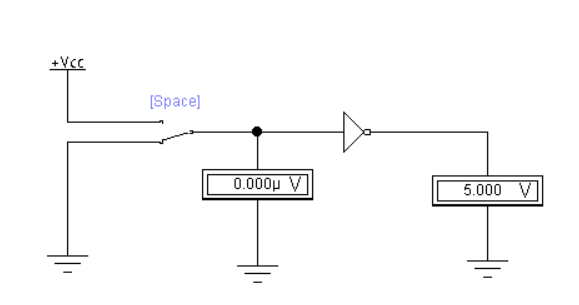 +Vcc
[Space]
0.000µ V
5.000 V